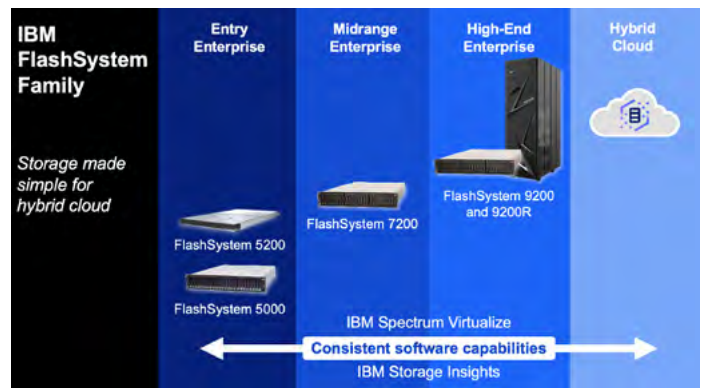 IBM
FlashSystem
Family
Storage made
simple for
hybrid cloud
Entry
Enterprise
FlashSystem 5200
FlashSystem 5000
Midrange
Enterprise
FlashSystem 7200
High-End
Enterprise
FlashSystem 9200
and 9200R
Hybrid
Cloud
IBM Spectrum Virtualize
Consistent software capabilities
IBM Storage Insights